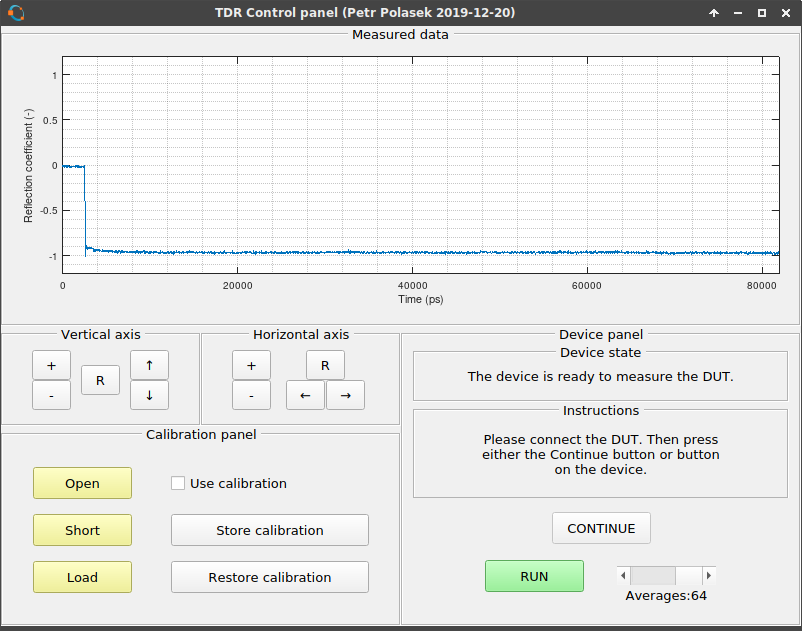 TDR Control panel (Petr Polasek 2019-12-20)
Measured data
1
0.5
0
-0.5
-1
Reflection coefficient (-)
0 20000 40000 60000 80000
Time (ps)
Vertical axis
+
-
R
↑
↓
Horizontal axis
+
-
R
← →
Calibration panel
Open
Use calibration
Short
Store calibration
Load
Restore calibration
Device panel
Device state
The device is ready to measure the DUT.
Instructions
Please connect the DUT. Then press
either the Continue button or button
on the device.
CONTINUE
RUN
Averages:64